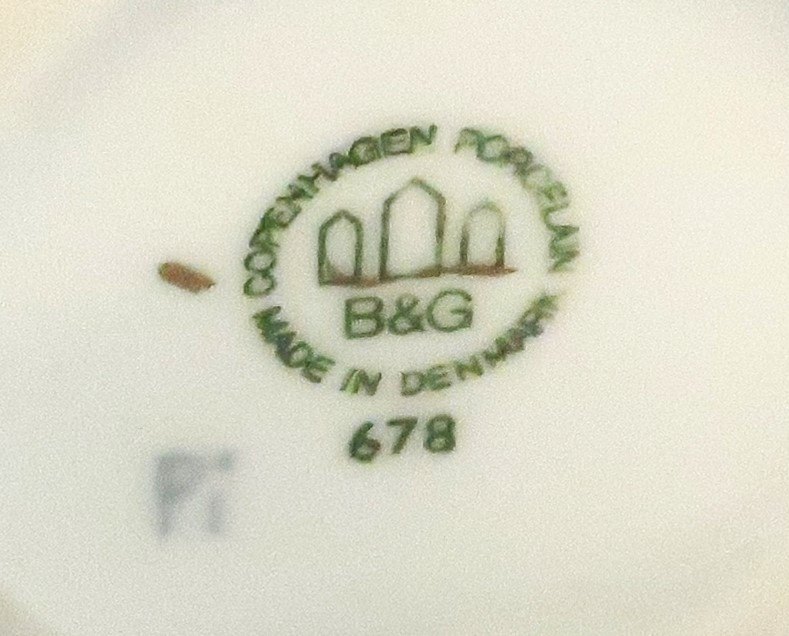 COPENHAGEN PORCELAIN
B&G
MADE IN DENMARK
678